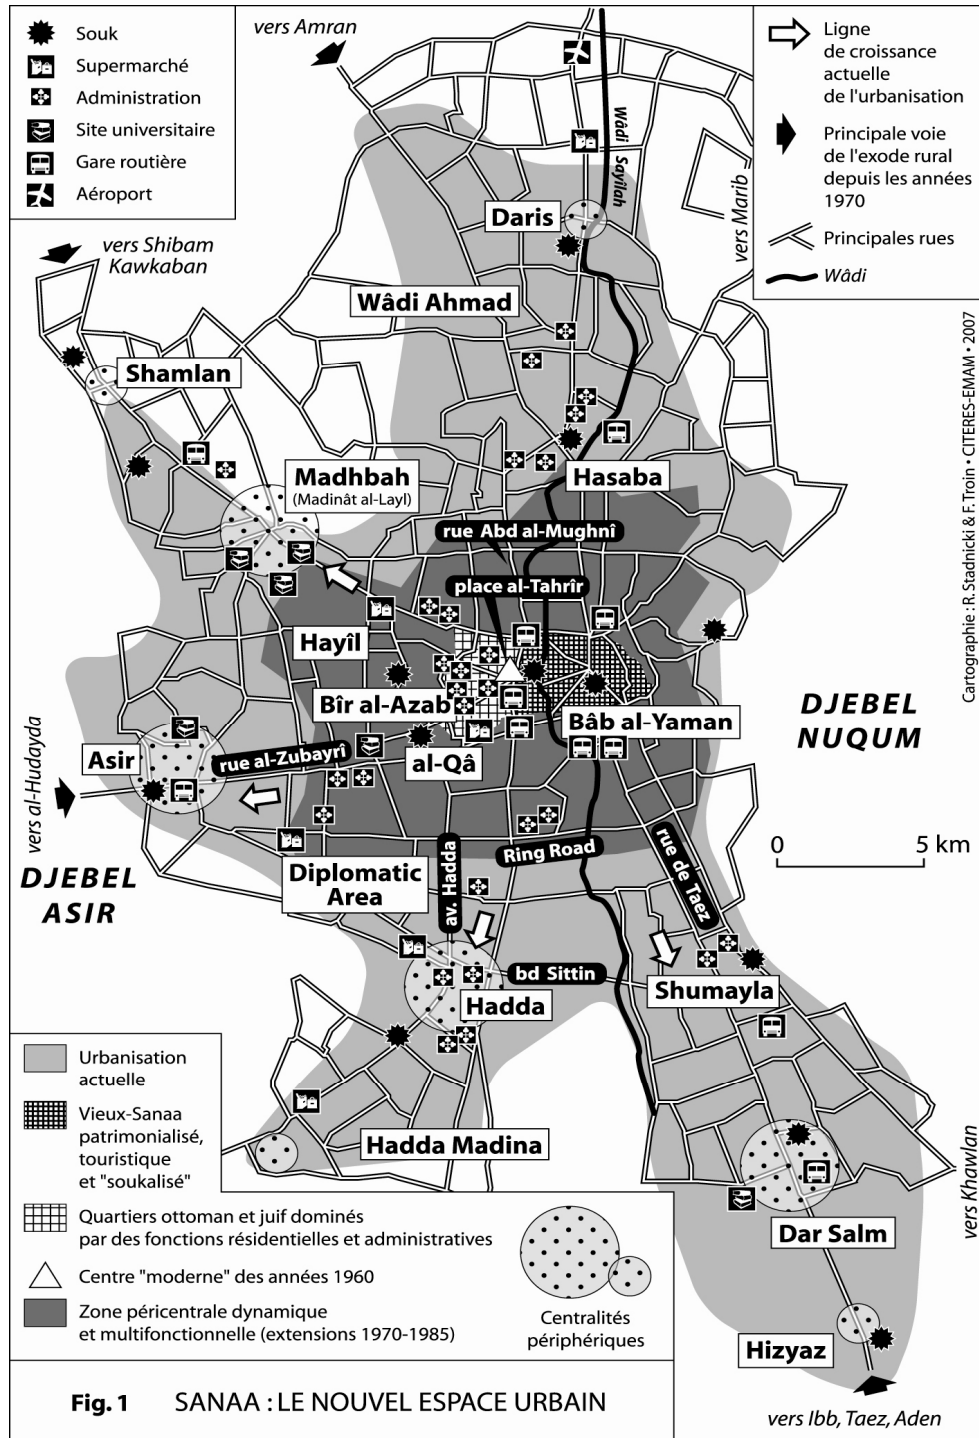 Souk
Supermarché
Administration
Site universitaire
Gare routière
Aéroport
vers Amran
Ligne
de croissance
actuelle
de l'urbanisation
Principale voie
de l'exode rural
depuis les années
1970
Principales rues
Wâdi
Wâdi Sayîlah
vers Marib
Daris
vers Shibam
Kawkaban
Wâdi Ahmad
Shamlan
Madhbah
(Madinât al-Layl)
Hasaba
rue Abd al-Mughnî
place al-Tahrîr
Hayîl
Bîr al-Azab
Bâb al-Yaman
DJEBEL
NUQUM
Asir
rue al-Zubayrî
al-Qâ
vers al-Hudayda
DJEBEL
ASIR
Diplomatic
Area
av. Hadda
Ring Road
rue de Taez
0 5 km
bd Sittin
Hadda
Shumayla
Hadda Madina
Dar Salm
vers Khawlan
Hizyaz
vers Ibb, Taez, Aden
Urbanisation
actuelle
Vieux-Sanaa
patrimonialisé,
touristique
et "soukalisé"
Quartiers ottoman et juif dominés
par des fonctions résidentielles et administratives
Centre "moderne" des années 1960
Zone péricentrale dynamique
et multifonctionnelle (extensions 1970-1985)
Centralités
périphériques
Fig. 1 SANAA : LE NOUVEL ESPACE URBAIN
Cartographie : R. Stadnicki & F. Troin • CITERES-EMAM • 2007